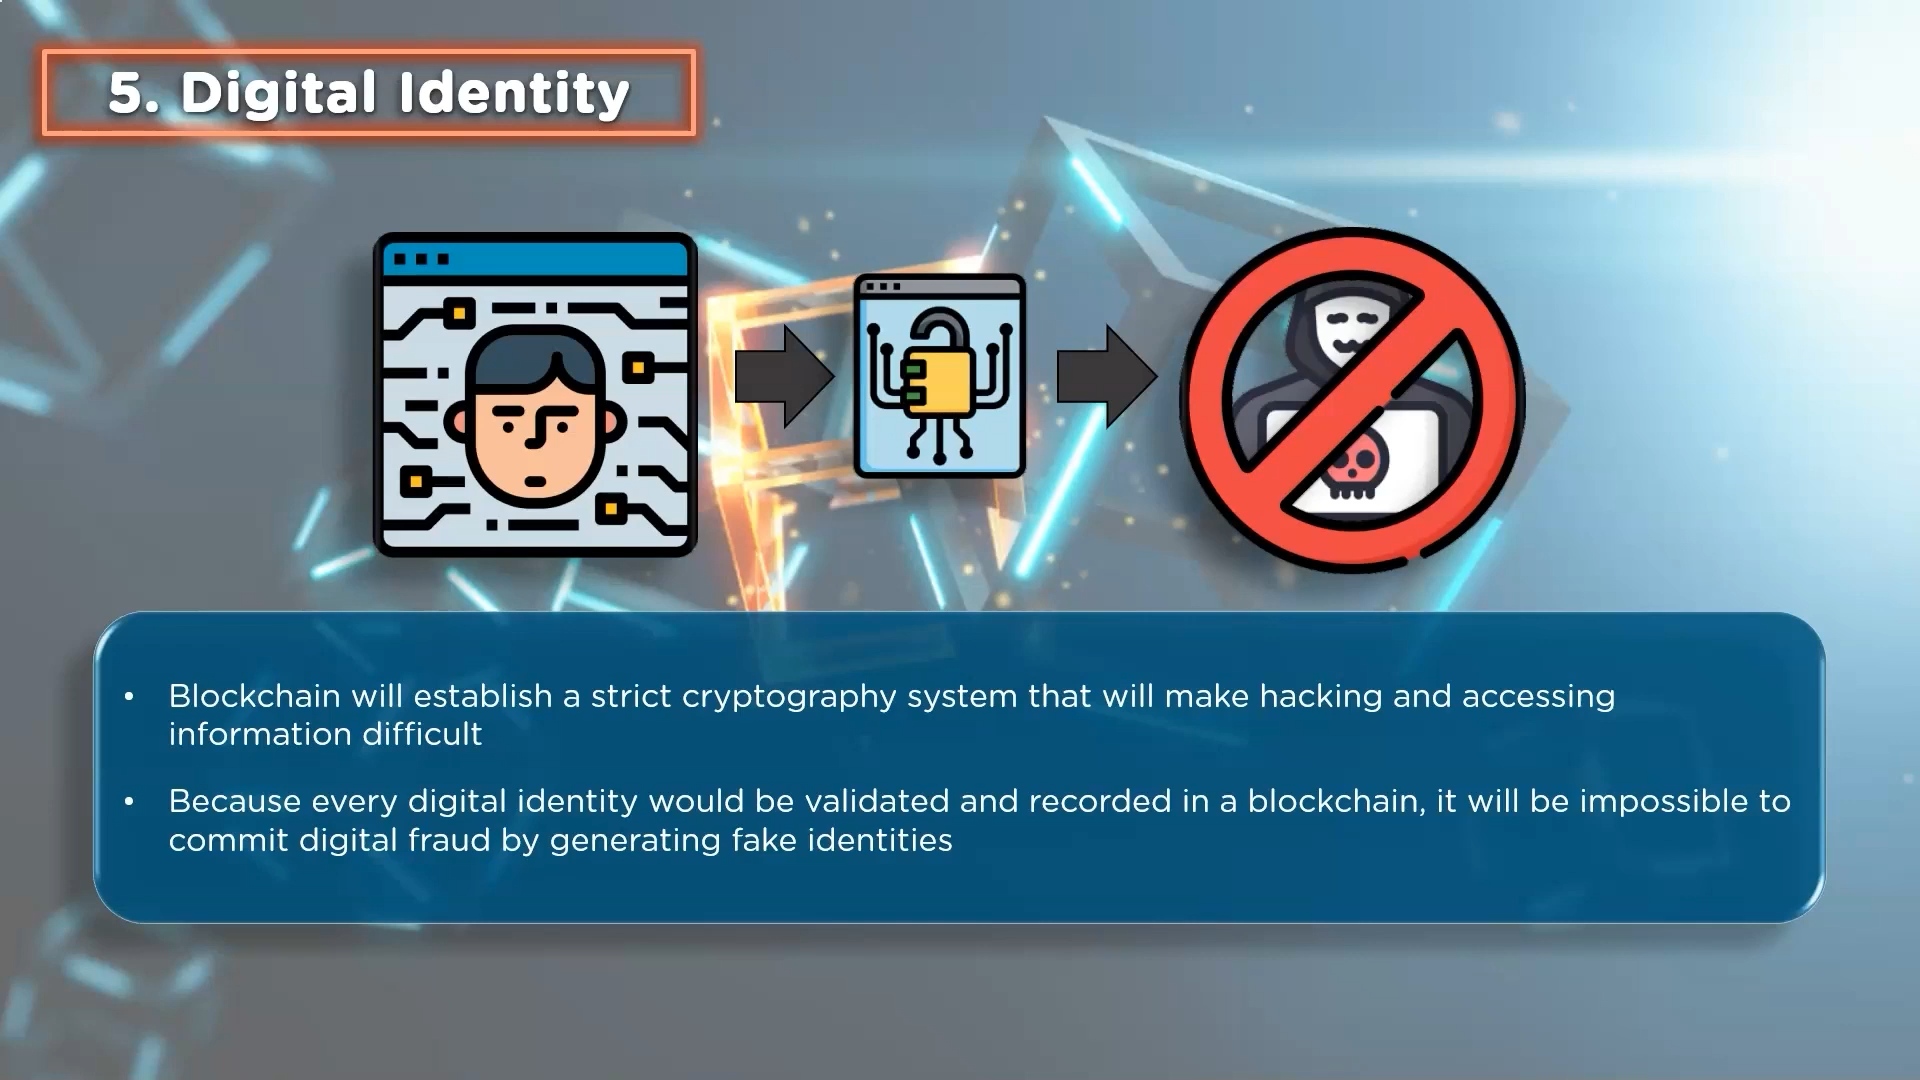 5. Digital Identity
• Blockchain will establish a strict cryptography system that will make hacking and accessing
information difficult
• Because every digital identity would be validated and recorded in a blockchain, it will be impossible to
commit digital fraud by generating fake identities